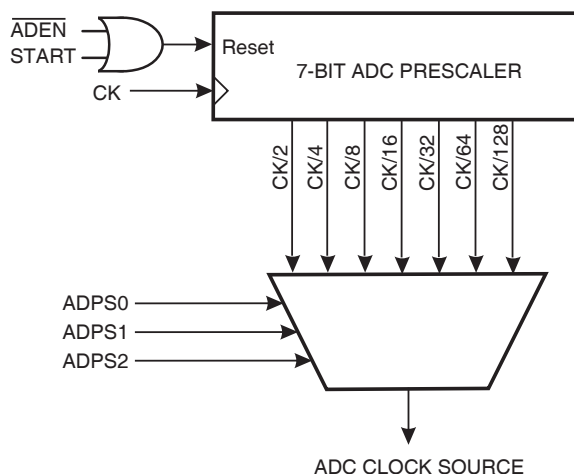 ADEN
START
Reset
CK
7-BIT ADC PRESCALER
CK/2
CK/4
CK/8
CK/16
CK/32
CK/64
CK/128
ADPS0
ADPS1
ADPS2
ADC CLOCK SOURCE